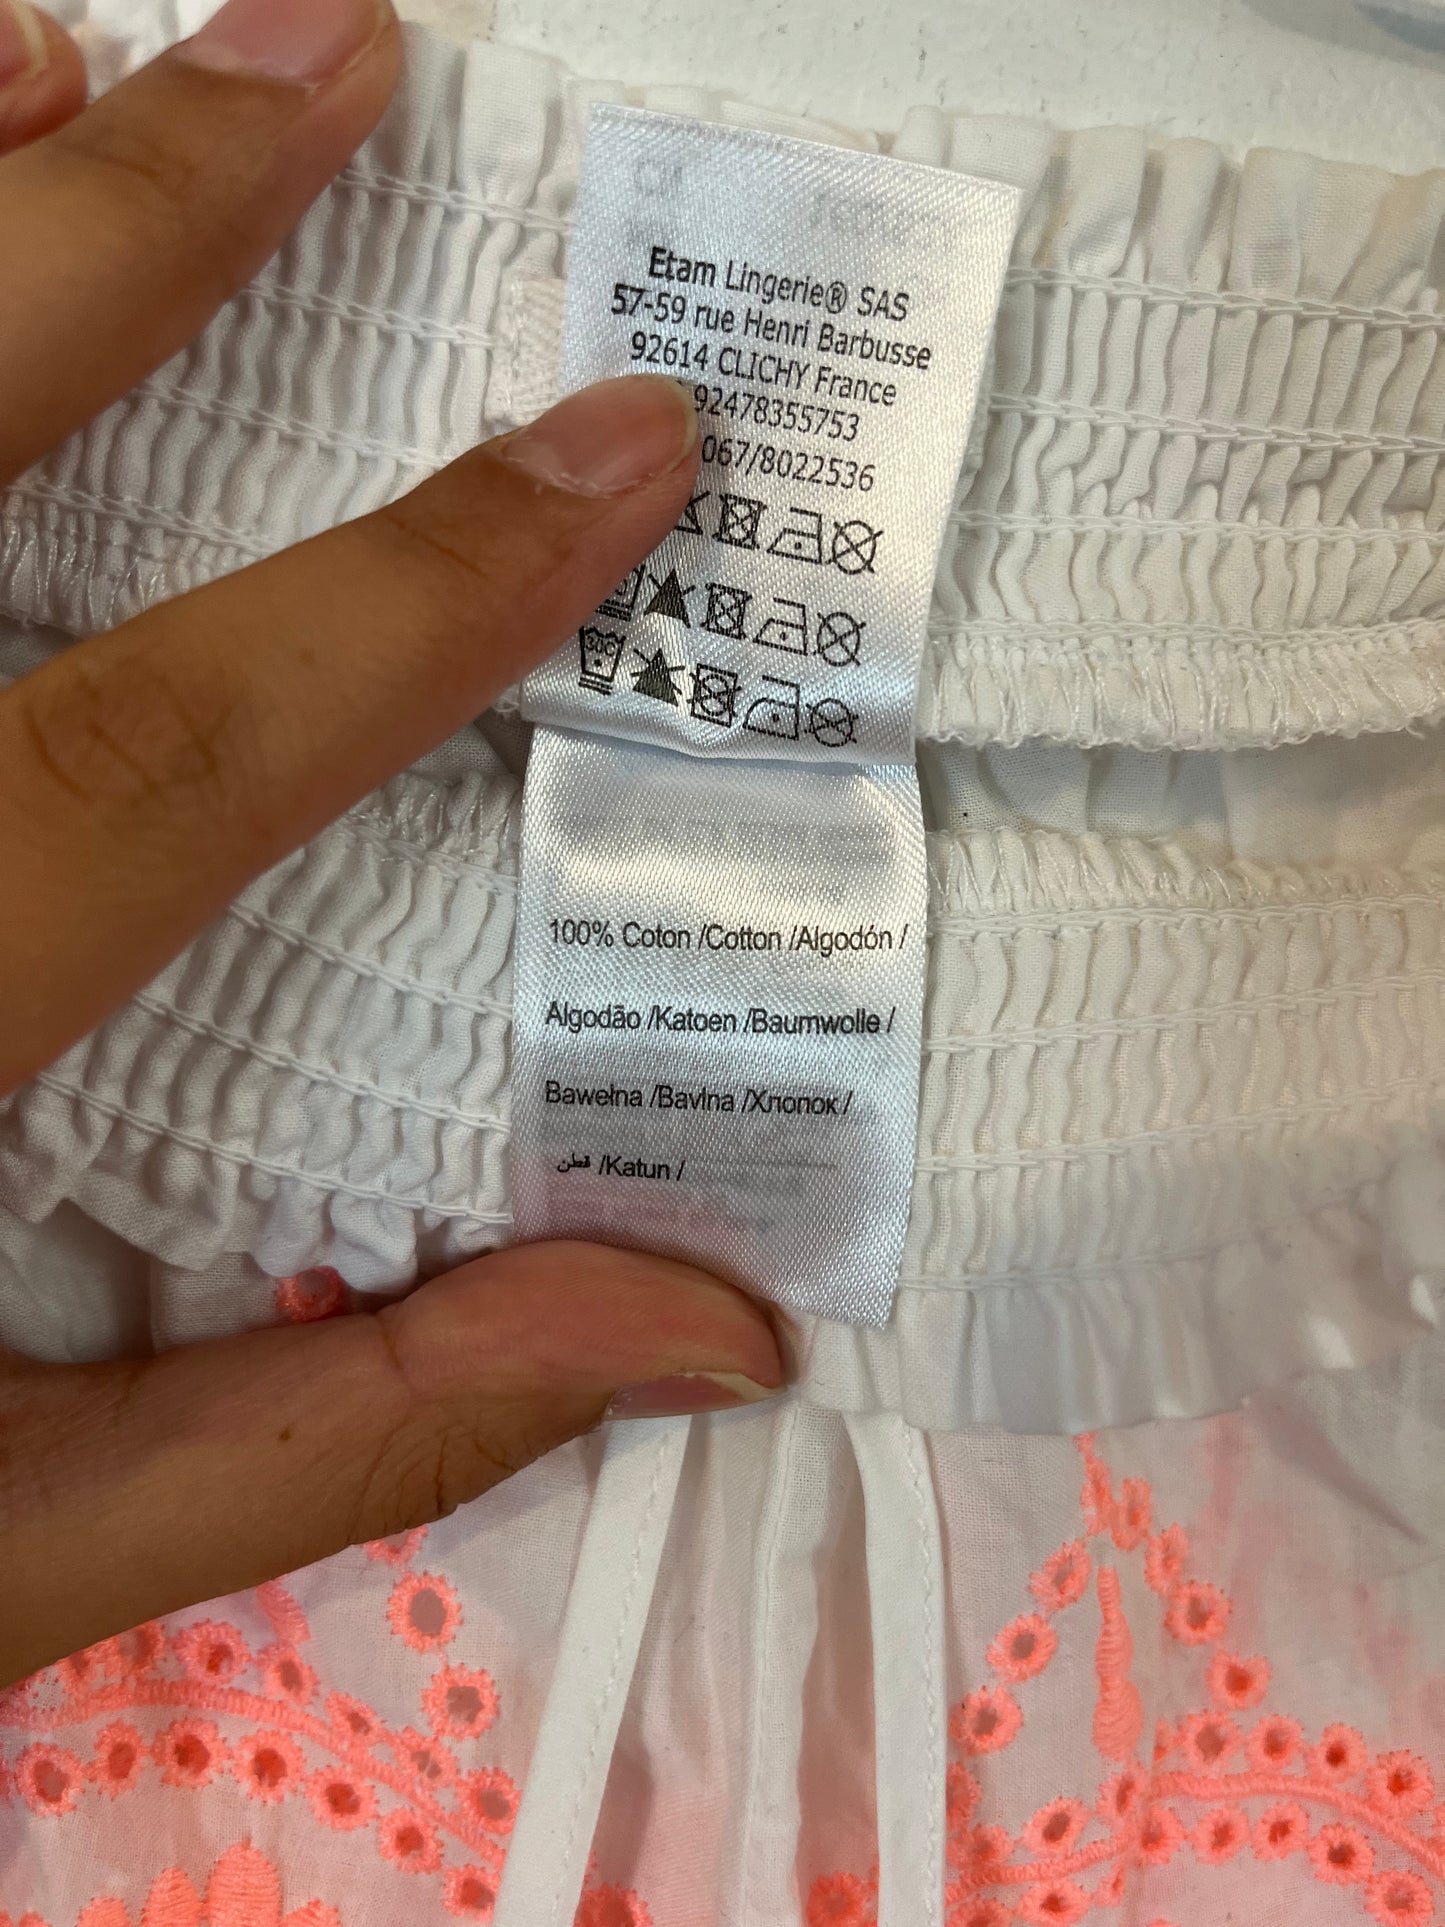 Etam Lingerie® SAS
57-59 rue Henri Barbusse
92614 CLICHY France
92478355753
067/8022536
30C
100% Coton /Cotton /Algodón /
Algodão /Katoen /Baumwolle /
Bawełna /Bavlna /Хлопок /
قطن /Katun /